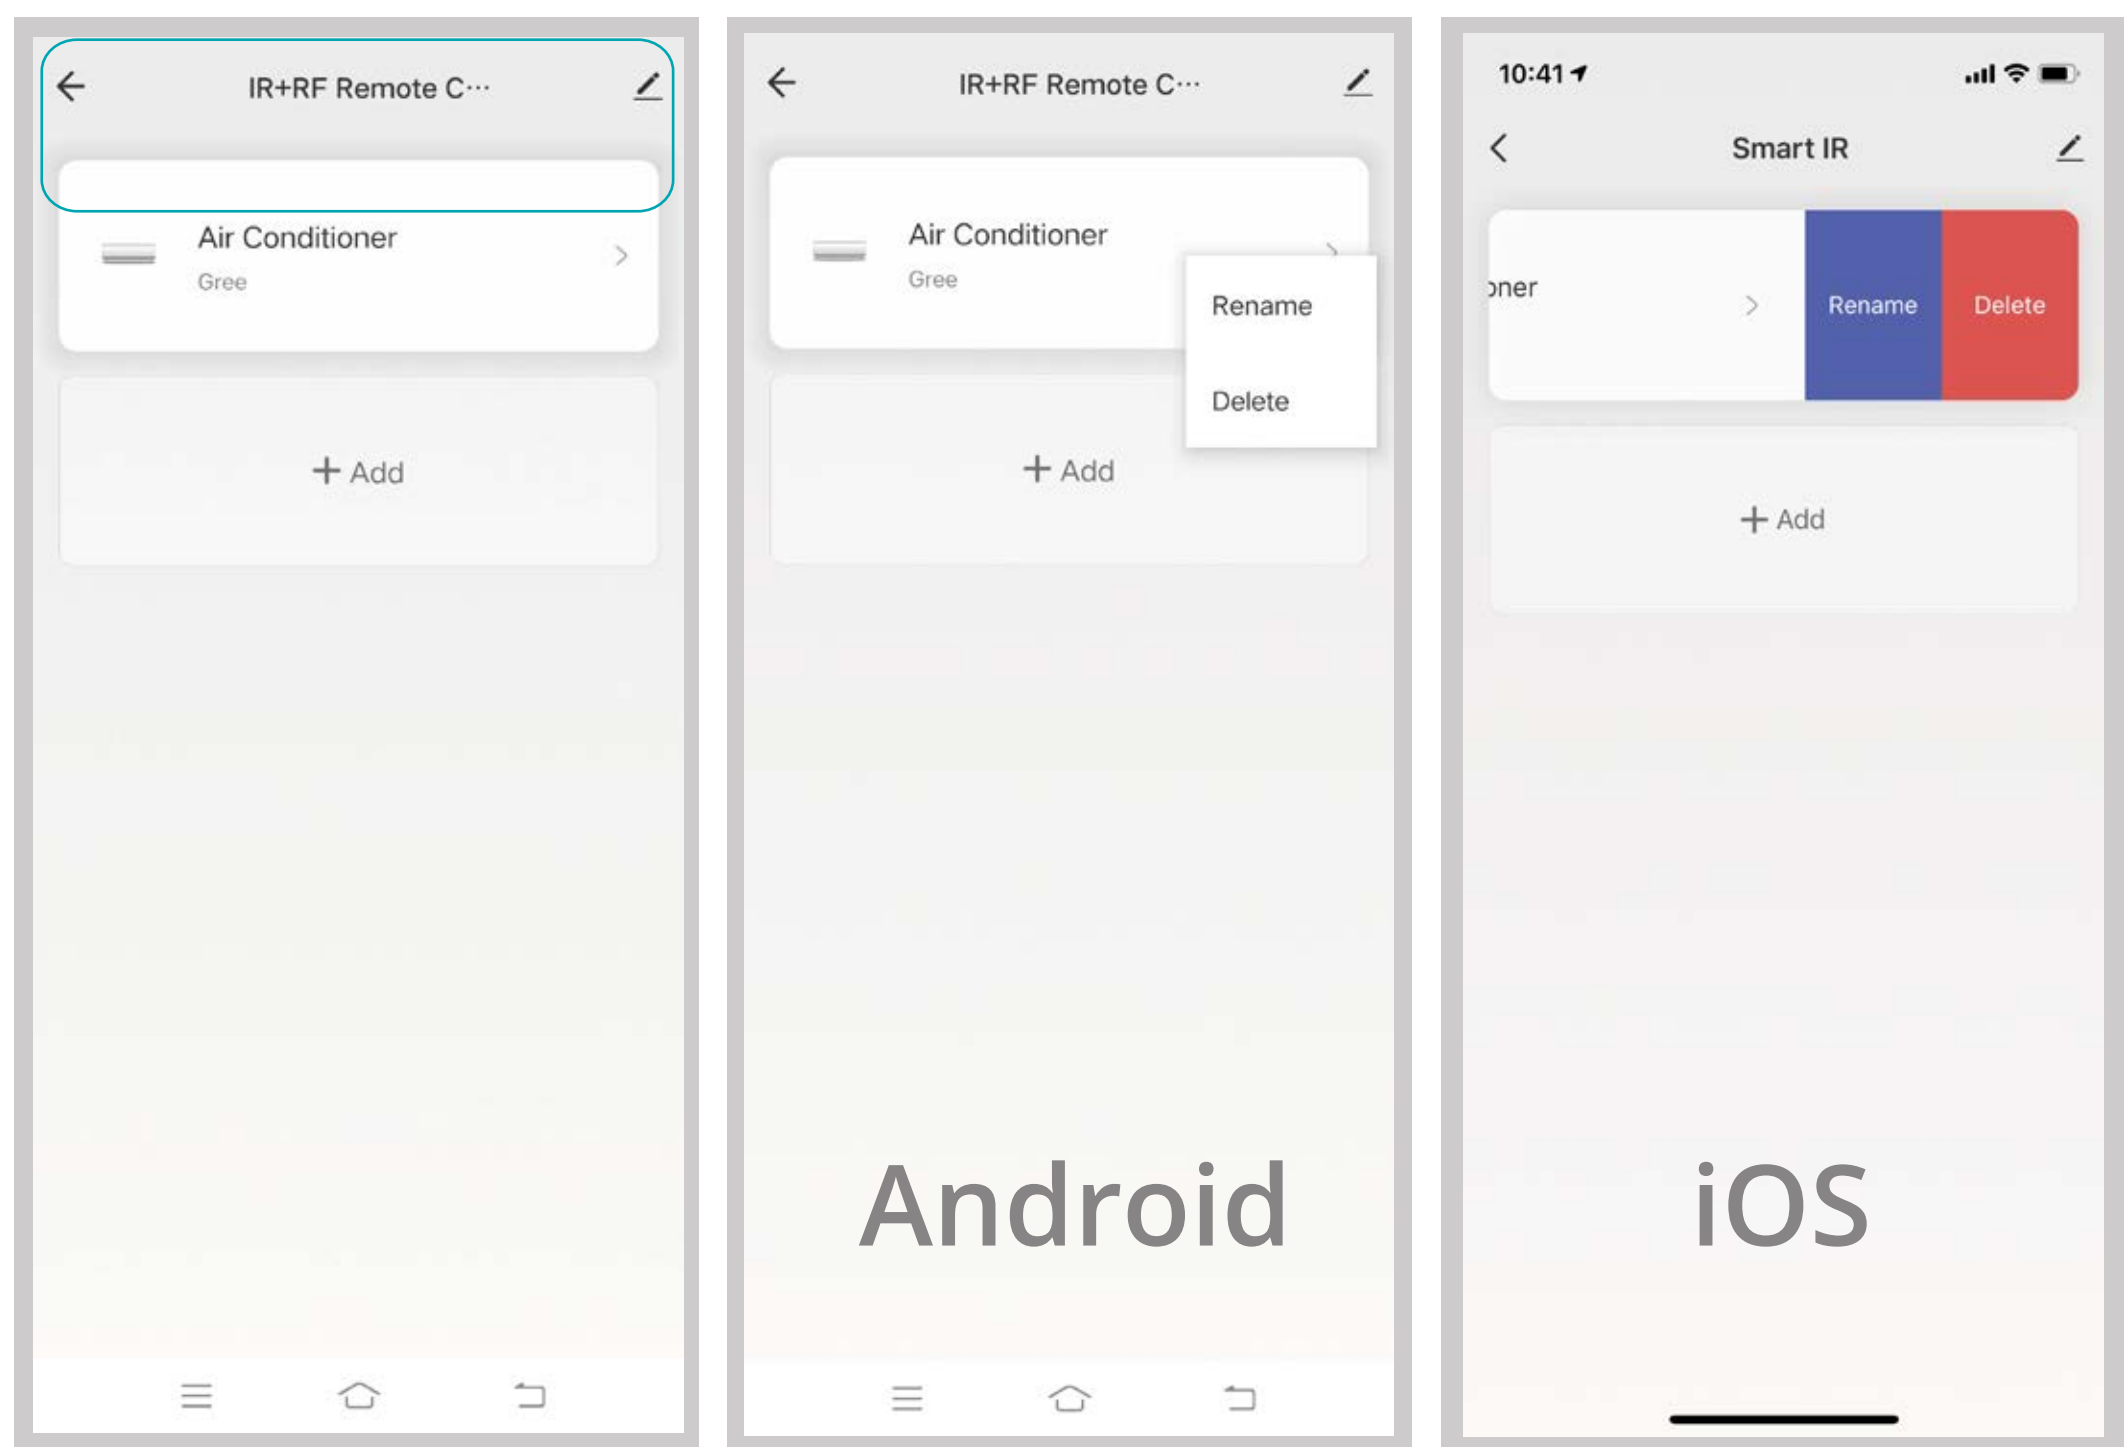 IR+RF Remote C···
Air Conditioner
Gree
+ Add
IR+RF Remote C···
Air Conditioner
Gree
Rename
Delete
+ Add
Android
10:41
Smart IR
oner
Rename
Delete
+ Add
iOS